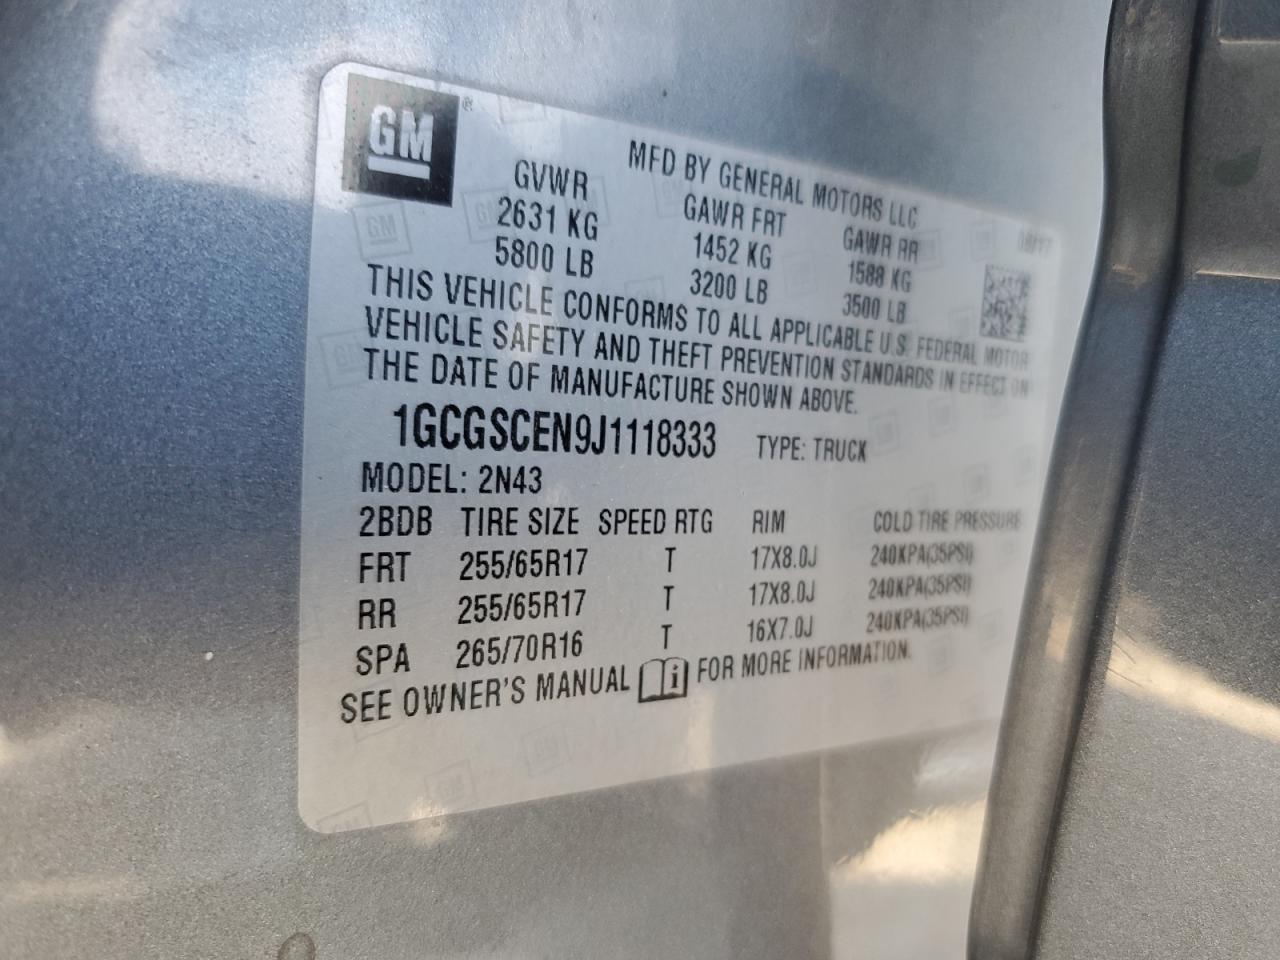 GM ®
MFD BY GENERAL MOTORS LLC
08/17
GVWR GAWR FRT GAWR RR
2631 KG 1452 KG 1588 KG
5800 LB 3200 LB 3500 LB
THIS VEHICLE CONFORMS TO ALL APPLICABLE U.S. FEDERAL MOTOR
VEHICLE SAFETY AND THEFT PREVENTION STANDARDS IN EFFECT ON
THE DATE OF MANUFACTURE SHOWN ABOVE.
1GCGSCEN9J1118333 TYPE: TRUCK
MODEL: 2N43
2BDB TIRE SIZE SPEED RTG RIM COLD TIRE PRESSURE
FRT 255/65R17 T 17X8.0J 240KPA(35PSI)
RR 255/65R17 T 17X8.0J 240KPA(35PSI)
SPA 265/70R16 T 16X7.0J 240KPA(35PSI)
SEE OWNER'S MANUAL i FOR MORE INFORMATION.